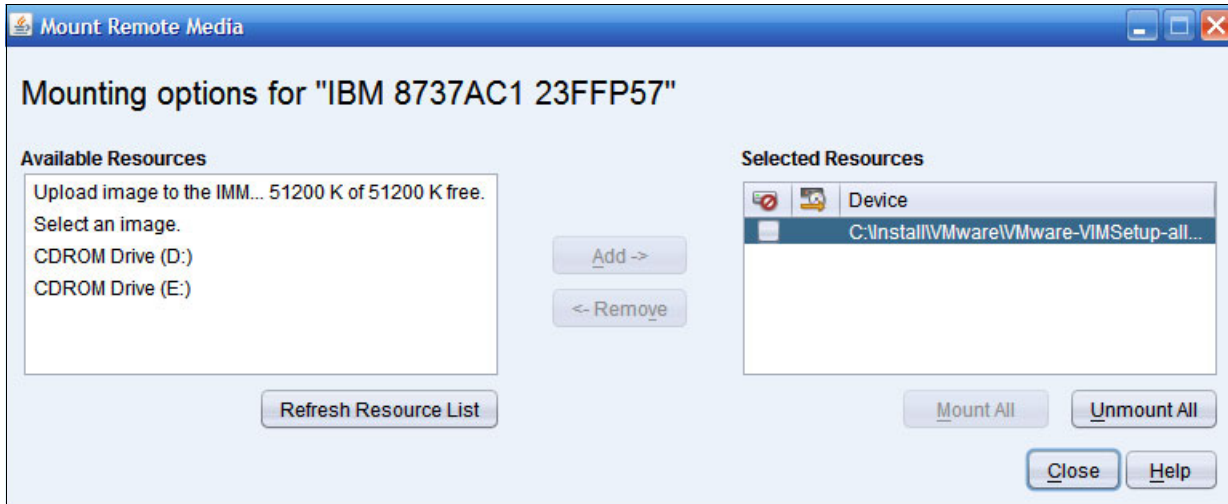 Mount Remote Media
Mounting options for "IBM 8737AC1 23FFP57"
Available Resources
Upload image to the IMM... 51200 K of 51200 K free.
Select an image.
CDROM Drive (D:)
CDROM Drive (E:)
Refresh Resource List
Add ->
<- Remove
Selected Resources
Device
C:\Install\VMware\VMware-VIMSetup-all...
Mount All
Unmount All
Close
Help